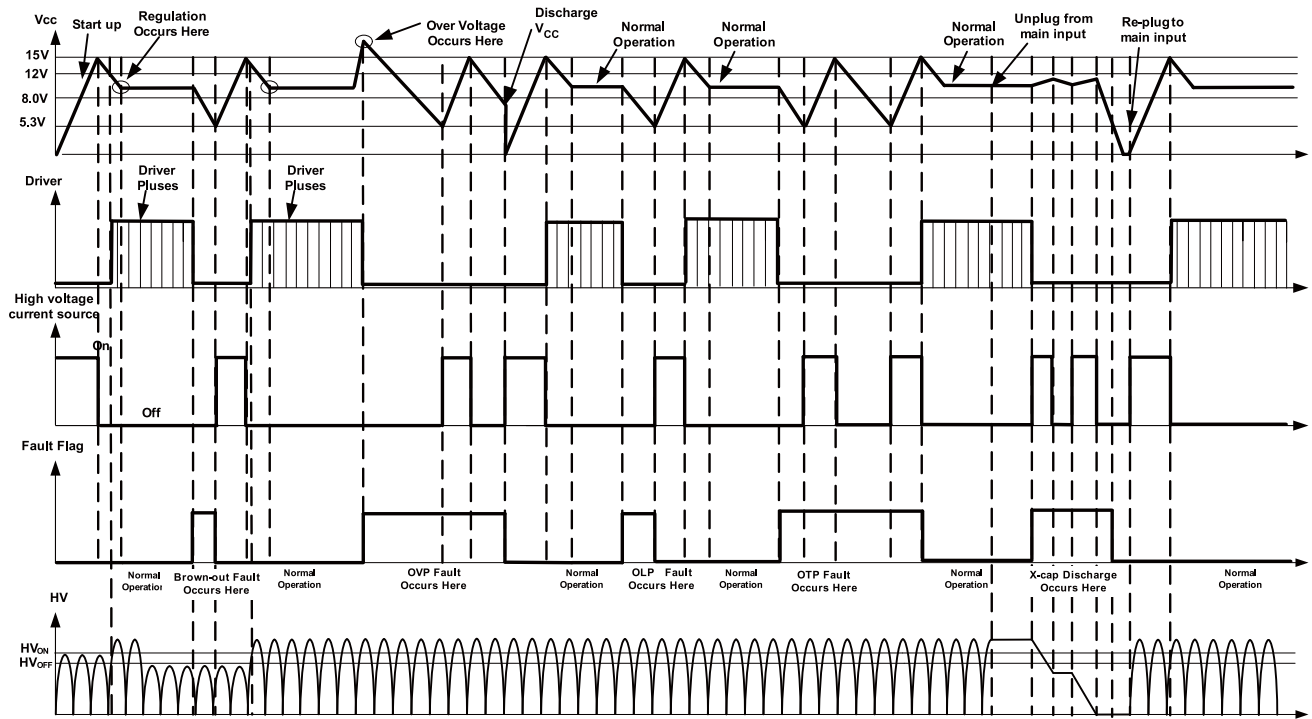 Vcc
Start up
Regulation
Occurs Here
Over Voltage
Occurs Here
Discharge
VCC
Normal
Operation
Normal
Operation
Normal
Operation
Unplug from
main input
Re-plug to
main input
15V
12V
8.0V
5.3V
Driver
Driver
Pluses
Driver
Pluses
High voltage
current source
On
Off
Fault Flag
Normal
Operation
Brown-out Fault
Occurs Here
Normal
Operation
OVP Fault
Occurs Here
Normal
Operation
OLP Fault
Occurs Here
Normal
Operation
OTP Fault
Occurs Here
Normal
Operation
X-cap Discharge
Occurs Here
Normal
Operation
HV
HVON
HVOFF